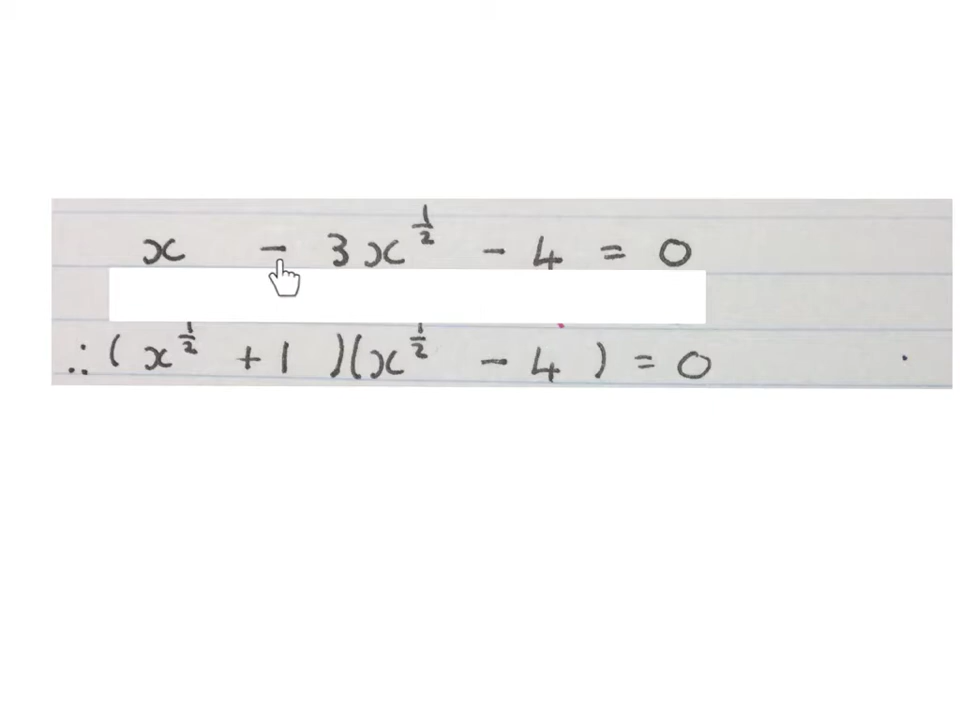 x - 3x^{1/2} - 4 = 0
∴ (x^{1/2} + 1)(x^{1/2} - 4) = 0